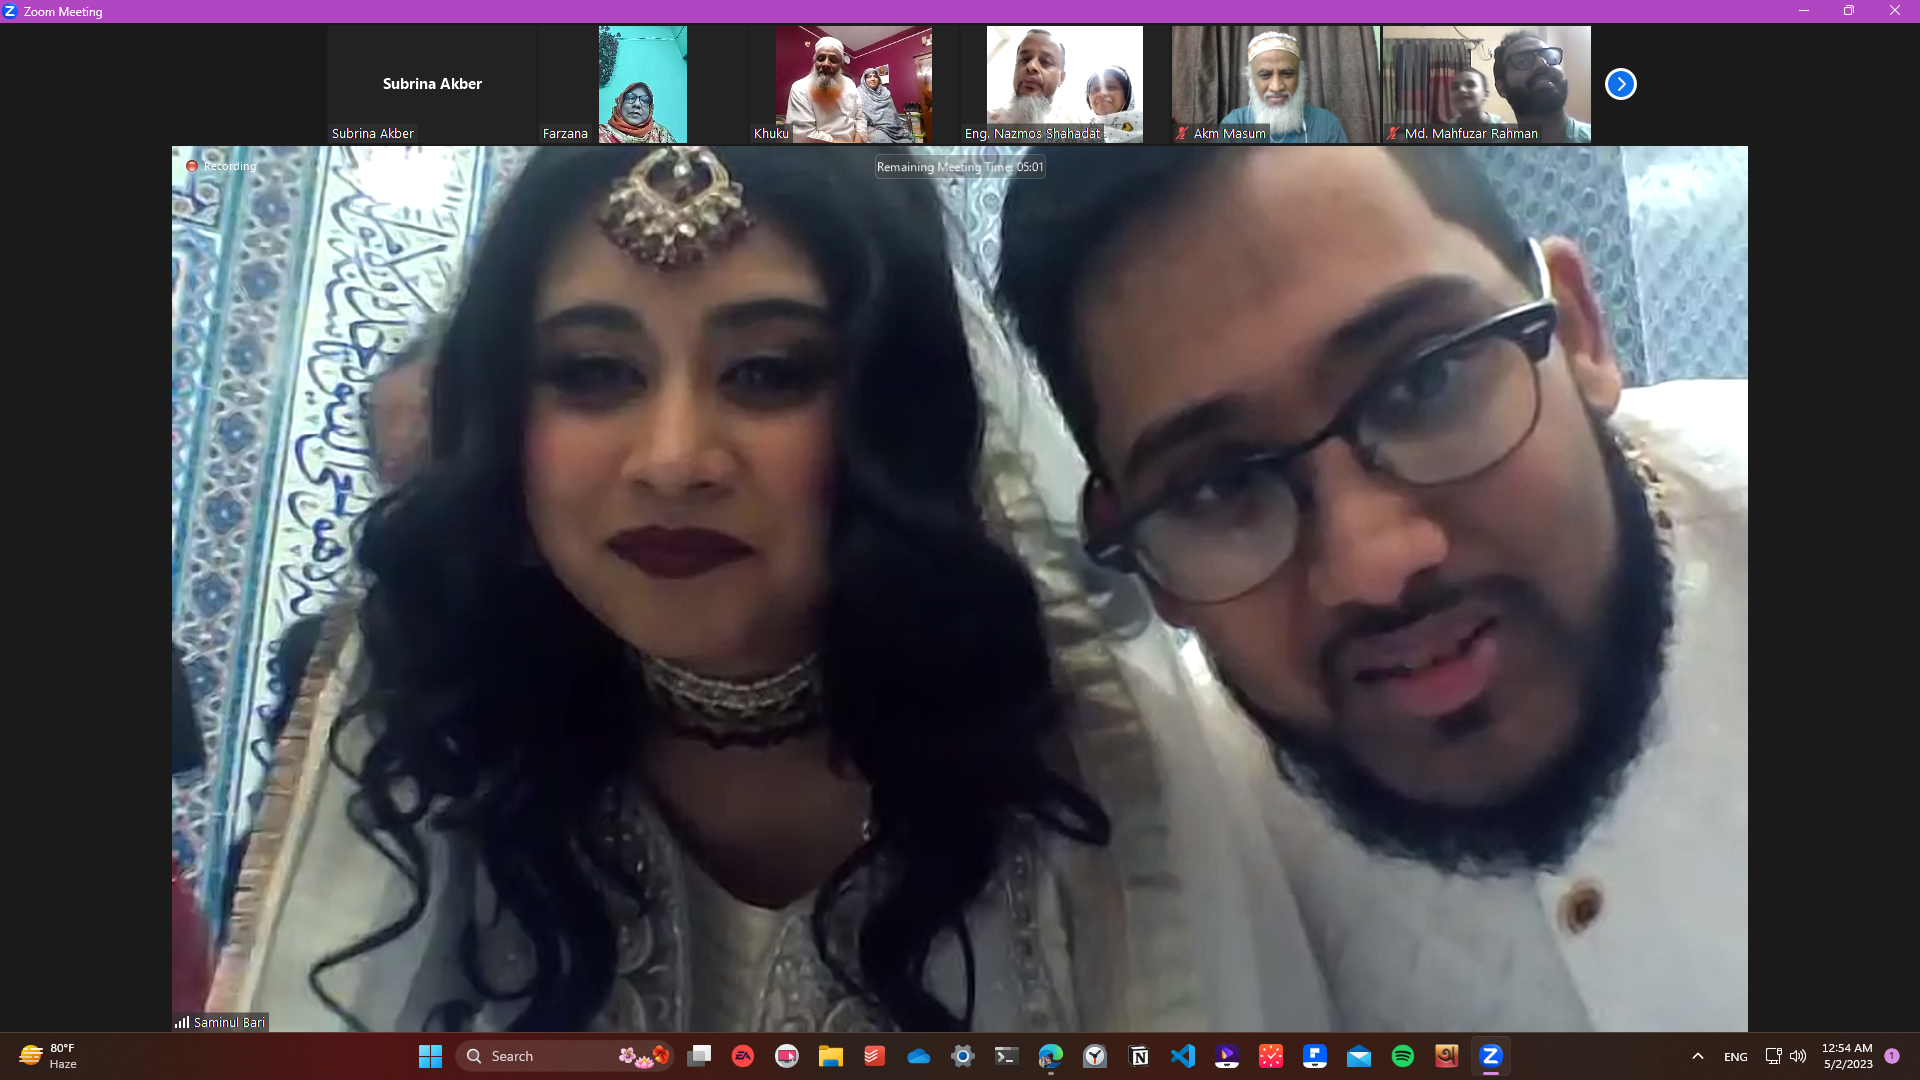 Zoom Meeting
Subrina Akber
Subrina Akber
Farzana
Khuku
Eng. Nazmos Shahadat
Akm Masum
Md. Mahfuzar Rahman
Recording
Remaining Meeting Time: 05:01
Saminul Bari
80°F
Haze
Search
ENG
12:54 AM
5/2/2023
1